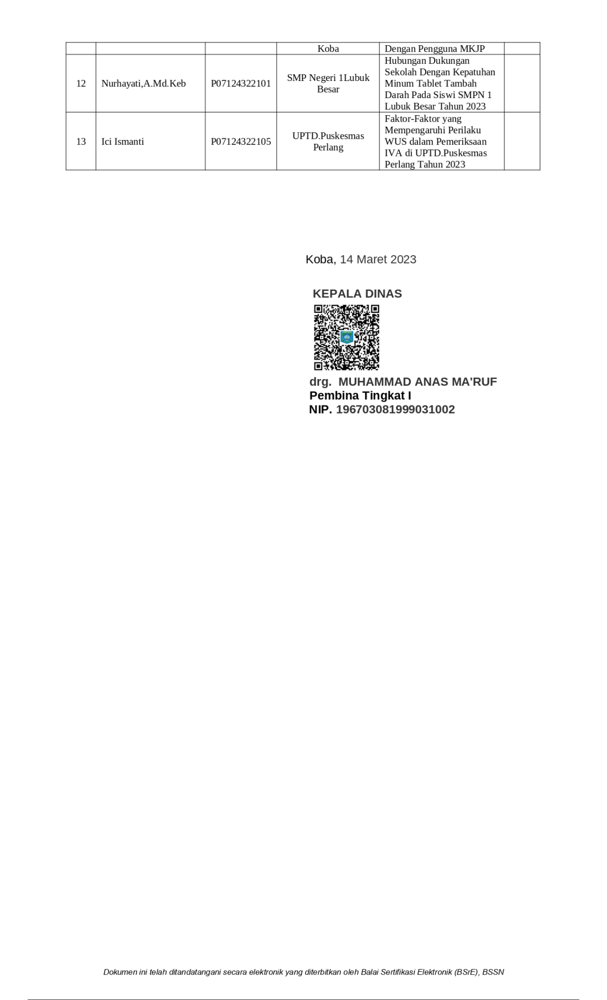 Koba
Dengan Pengguna MKJP
12
Nurhayati,A.Md.Keb
P07124322101
SMP Negeri 1Lubuk
Besar
Hubungan Dukungan
Sekolah Dengan Kepatuhan
Minum Tablet Tambah
Darah Pada Siswi SMPN 1
Lubuk Besar Tahun 2023
13
Ici Ismanti
P07124322105
UPTD.Puskesmas
Perlang
Faktor-Faktor yang
Mempengaruhi Perilaku
WUS dalam Pemeriksaan
IVA di UPTD.Puskesmas
Perlang Tahun 2023
Koba, 14 Maret 2023
KEPALA DINAS
drg. MUHAMMAD ANAS MA'RUF
Pembina Tingkat I
NIP. 196703081999031002
Dokumen ini telah ditandatangani secara elektronik yang diterbitkan oleh Balai Sertifikasi Elektronik (BSrE), BSSN